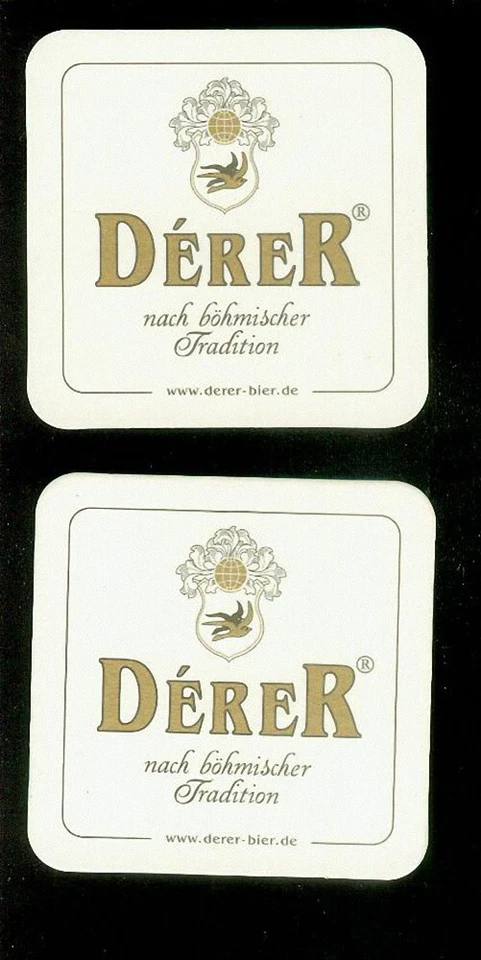 DÉRER®
nach böhmischer
Tradition
www.derer-bier.de
DÉRER®
nach böhmischer
Tradition
www.derer-bier.de